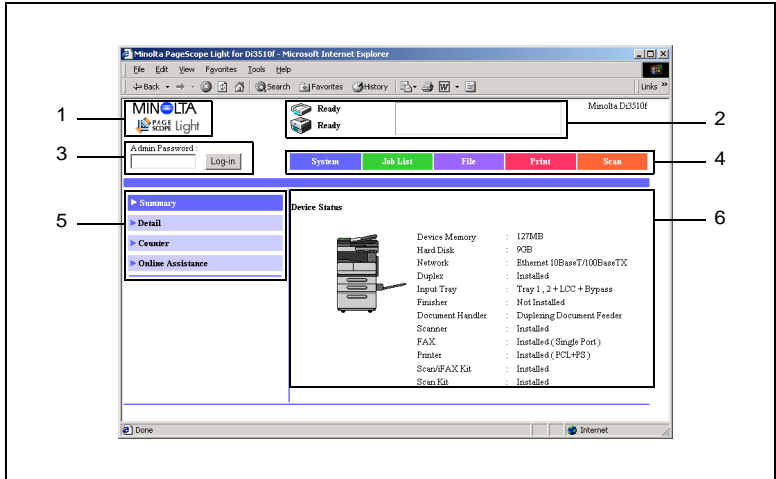 Minolta PageScope Light for Di3510f - Microsoft Internet Explorer
File Edit View Favorites Tools Help
Back Search Favorites History Links »
1
MINOLTA
PAGE SCOPE Light
Ready
Ready
Minolta Di3510f
2
3
Admin Password :
Log-in
System Job List File Print Scan
4
5
Summary
Detail
Counter
Online Assistance
Device Status
6
Device Memory : 127MB
Hard Disk : 9GB
Network : Ethernet 10BaseT/100BaseTX
Duplex : Installed
Input Tray : Tray 1 , 2 + LCC + Bypass
Finisher : Not Installed
Document Handler : Duplexing Document Feeder
Scanner : Installed
FAX : Installed ( Single Port )
Printer : Installed ( PCL+PS )
Scan/iFAX Kit : Installed
Scan Kit : Installed
Done Internet